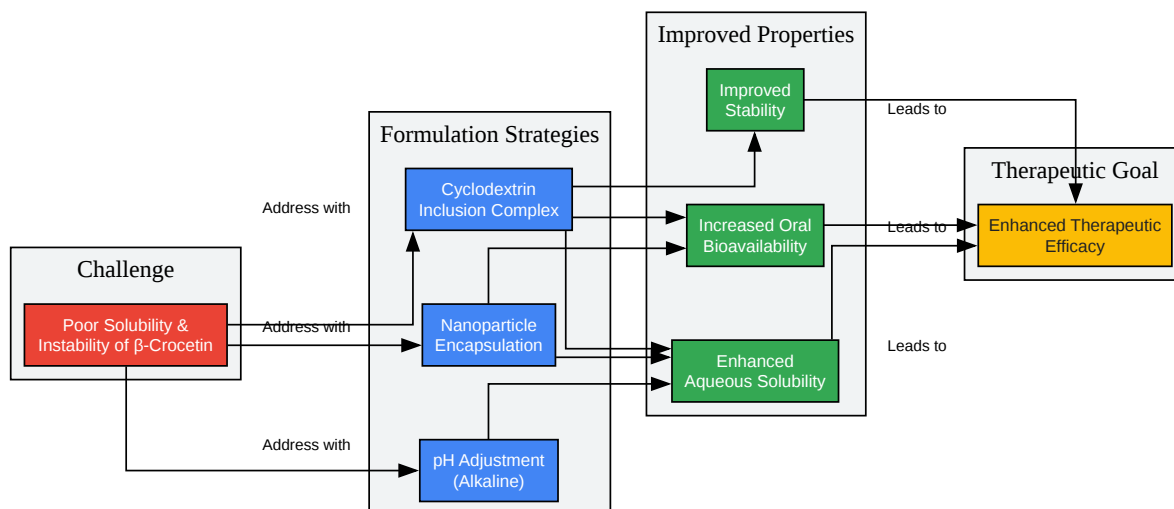 Challenge
Poor Solubility &
Instability of β-Crocetin
Address with
Address with
Address with
Formulation Strategies
Cyclodextrin
Inclusion Complex
Nanoparticle
Encapsulation
pH Adjustment
(Alkaline)
Improved Properties
Improved
Stability
Increased Oral
Bioavailability
Enhanced
Aqueous Solubility
Leads to
Leads to
Leads to
Therapeutic Goal
Enhanced Therapeutic
Efficacy